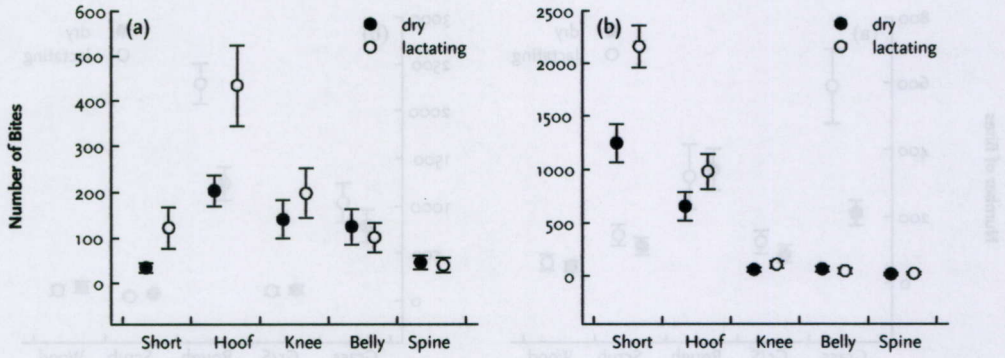 600
500
400
300
200
100
0
Number of Bites
(a)
dry
lactating
Short Hoof Knee Belly Spine
2500
2000
1500
1000
500
0
(b)
dry
lactating
Short Hoof Knee Belly Spine